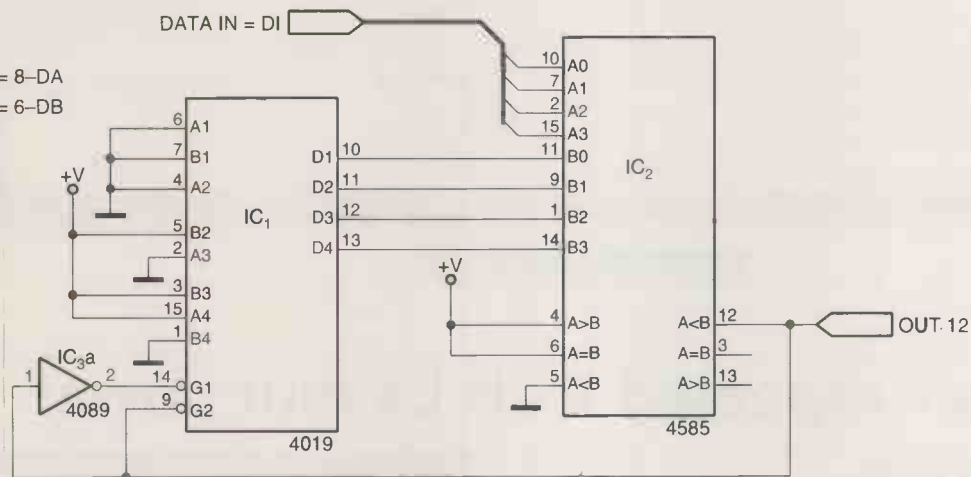 DATA IN = DI
= 8–DA
= 6–DB
+V
6 A1
7 B1
4 A2
5 B2
2 A3
3 B3
15 A4
1 B4
14 G1
9 G2
IC1
D1 10
D2 11
D3 12
D4 13
4019
IC3a
1
2
4089
10 A0
7 A1
2 A2
15 A3
11 B0
9 B1
1 B2
14 B3
IC2
+V
4 A>B
6 A=B
5 A<B
A<B 12
A=B 3
A>B 13
4585
OUT 12